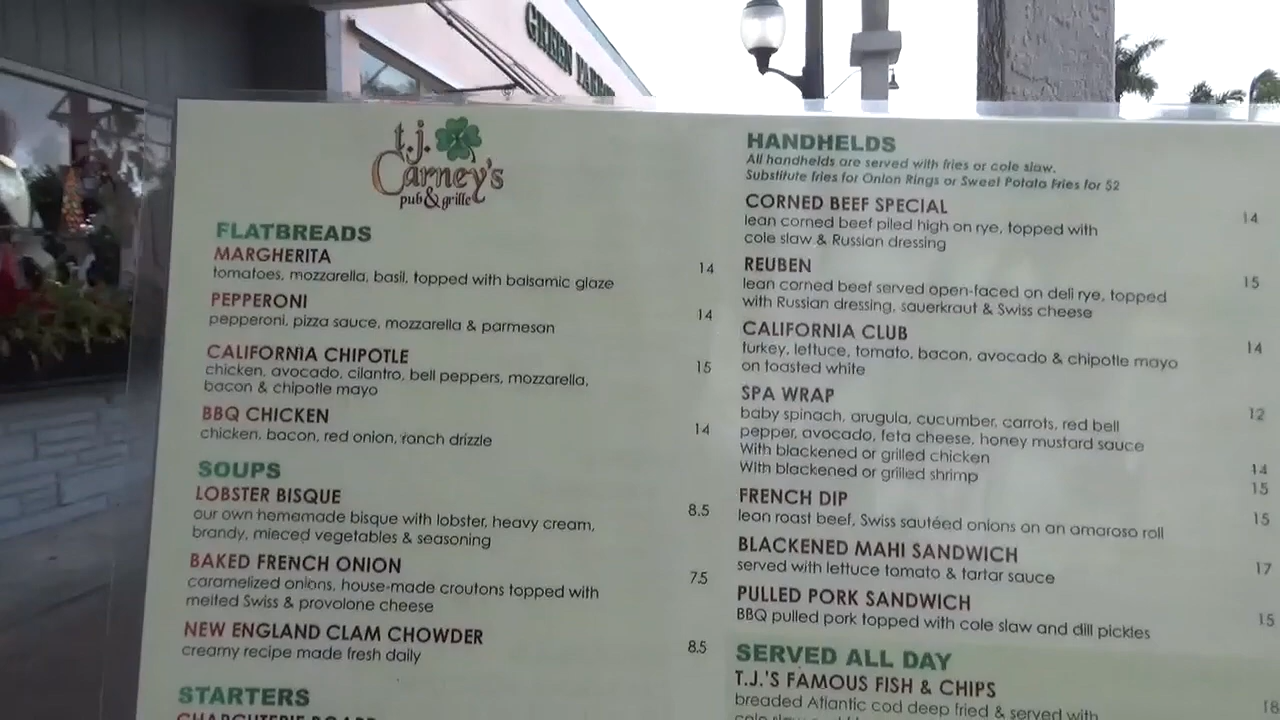 GREEN
t.j.
Carney's
pub & grille
FLATBREADS
MARGHERITA
tomatoes, mozzarella, basil, topped with balsamic glaze 14
PEPPERONI
pepperoni, pizza sauce, mozzarella & parmesan 14
CALIFORNIA CHIPOTLE
chicken, avocado, cilantro, bell peppers, mozzarella, 15
bacon & chipotle mayo
BBQ CHICKEN
chicken, bacon, red onion, ranch drizzle 14
SOUPS
LOBSTER BISQUE
our own homemade bisque with lobster, heavy cream, 8.5
brandy, mieced vegetables & seasoning
BAKED FRENCH ONION
caramelized onions, house-made croutons topped with 7.5
melted Swiss & provolone cheese
NEW ENGLAND CLAM CHOWDER
creamy recipe made fresh daily 8.5
STARTERS
CHARCUTERIE BOARD
HANDHELDS
All handhelds are served with fries or cole slaw.
Substitute fries for Onion Rings or Sweet Potato Fries for $2
CORNED BEEF SPECIAL 14
lean corned beef piled high on rye, topped with
cole slaw & Russian dressing
REUBEN 15
lean corned beef served open-faced on deli rye, topped
with Russian dressing, sauerkraut & Swiss cheese
CALIFORNIA CLUB 14
turkey, lettuce, tomato, bacon, avocado & chipotle mayo
on toasted white
SPA WRAP 12
baby spinach, arugula, cucumber, carrots, red bell
pepper, avocado, feta cheese, honey mustard sauce
With blackened or grilled chicken 14
With blackened or grilled shrimp 15
FRENCH DIP 15
lean roast beef, Swiss sautéed onions on an amaroso roll
BLACKENED MAHI SANDWICH 17
served with lettuce tomato & tartar sauce
PULLED PORK SANDWICH 15
BBQ pulled pork topped with cole slaw and dill pickles
SERVED ALL DAY
T.J.'S FAMOUS FISH & CHIPS 18
breaded Atlantic cod deep fried & served with